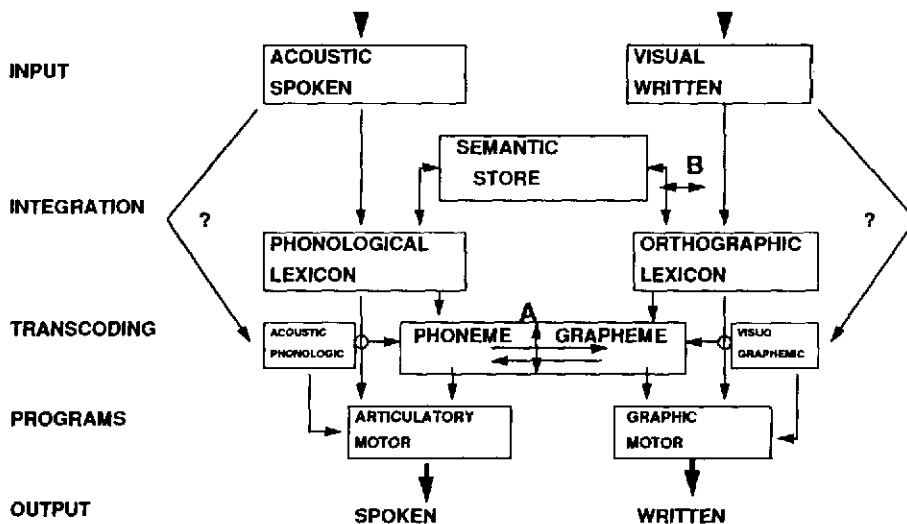 INPUT
ACOUSTIC
SPOKEN
VISUAL
WRITTEN
SEMANTIC
STORE
B
INTEGRATION
?
?
PHONOLOGICAL
LEXICON
ORTHOGRAPHIC
LEXICON
TRANSCODING
A
ACOUSTIC
PHONOLOGIC
PHONEME GRAPHEME
VISUO
GRAPHEMIC
PROGRAMS
ARTICULATORY
MOTOR
GRAPHIC
MOTOR
OUTPUT
SPOKEN
WRITTEN